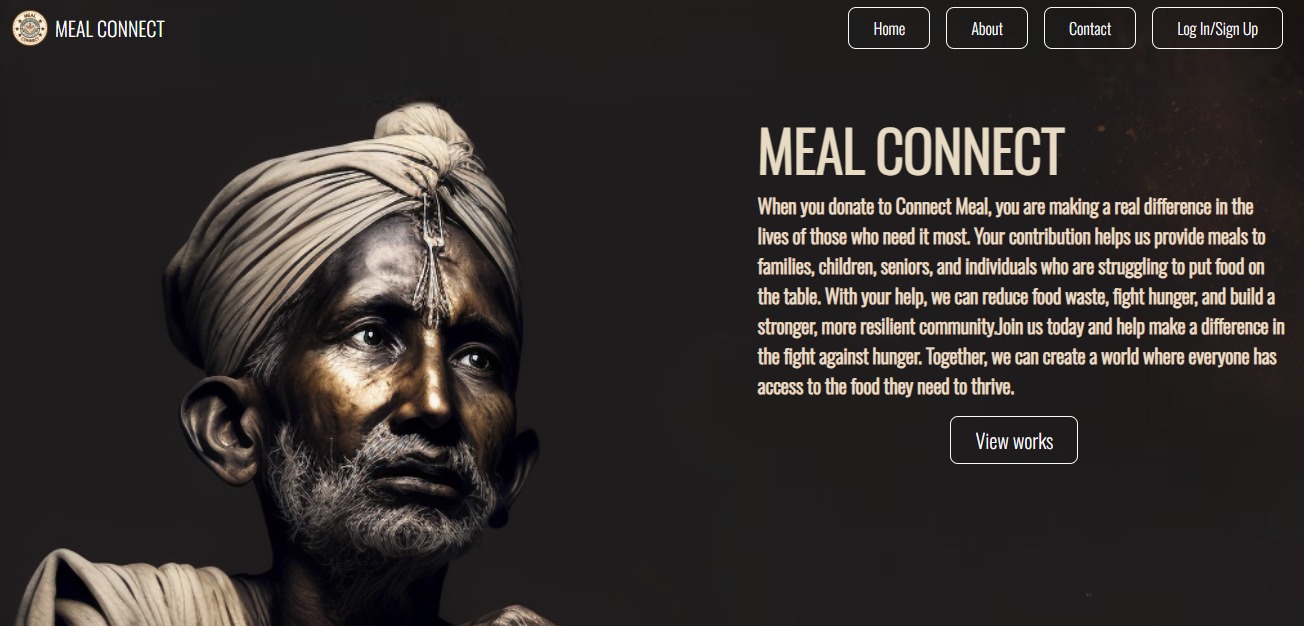 MEAL CONNECT
Home
About
Contact
Log In/Sign Up
MEAL CONNECT
When you donate to Connect Meal, you are making a real difference in the
lives of those who need it most. Your contribution helps us provide meals to
families, children, seniors, and individuals who are struggling to put food on
the table. With your help, we can reduce food waste, fight hunger, and build a
stronger, more resilient community.Join us today and help make a difference in
the fight against hunger. Together, we can create a world where everyone has
access to the food they need to thrive.
View works